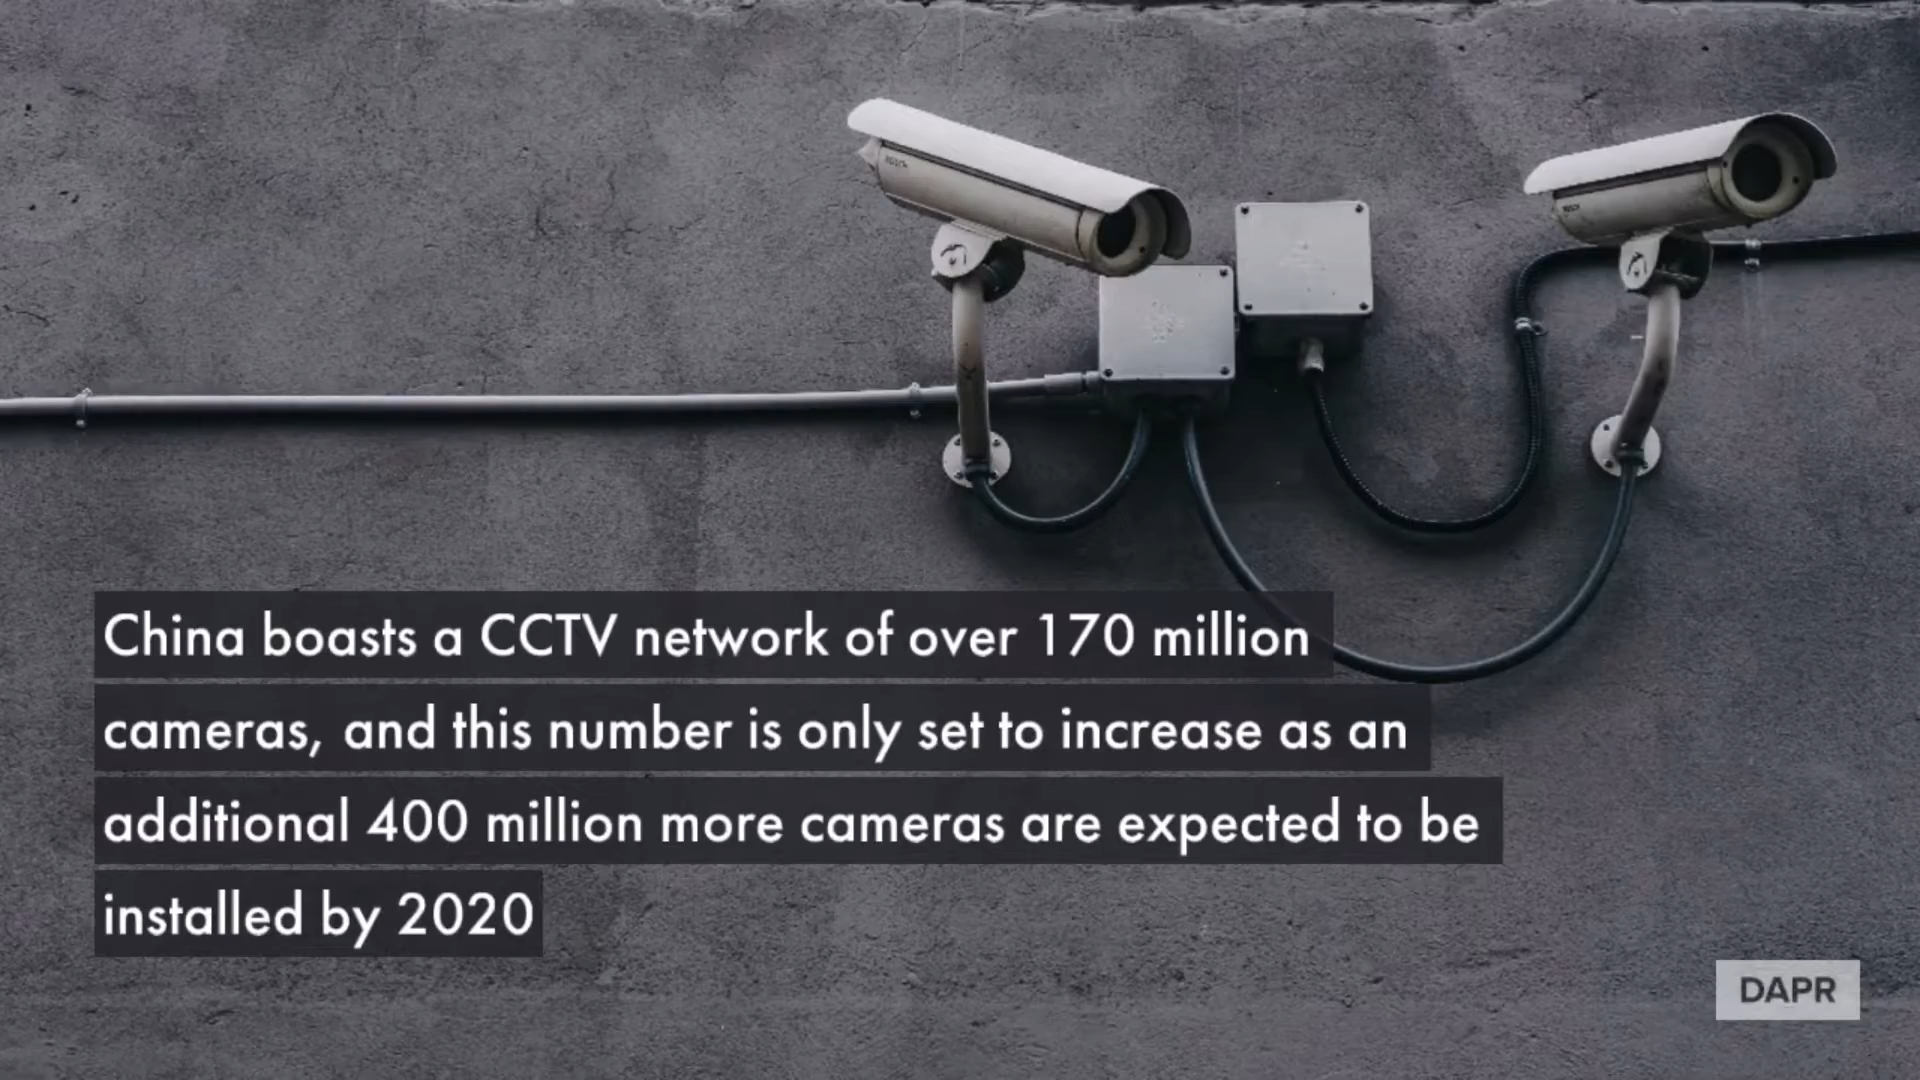 China boasts a CCTV network of over 170 million
cameras, and this number is only set to increase as an
additional 400 million more cameras are expected to be
installed by 2020
DAPR